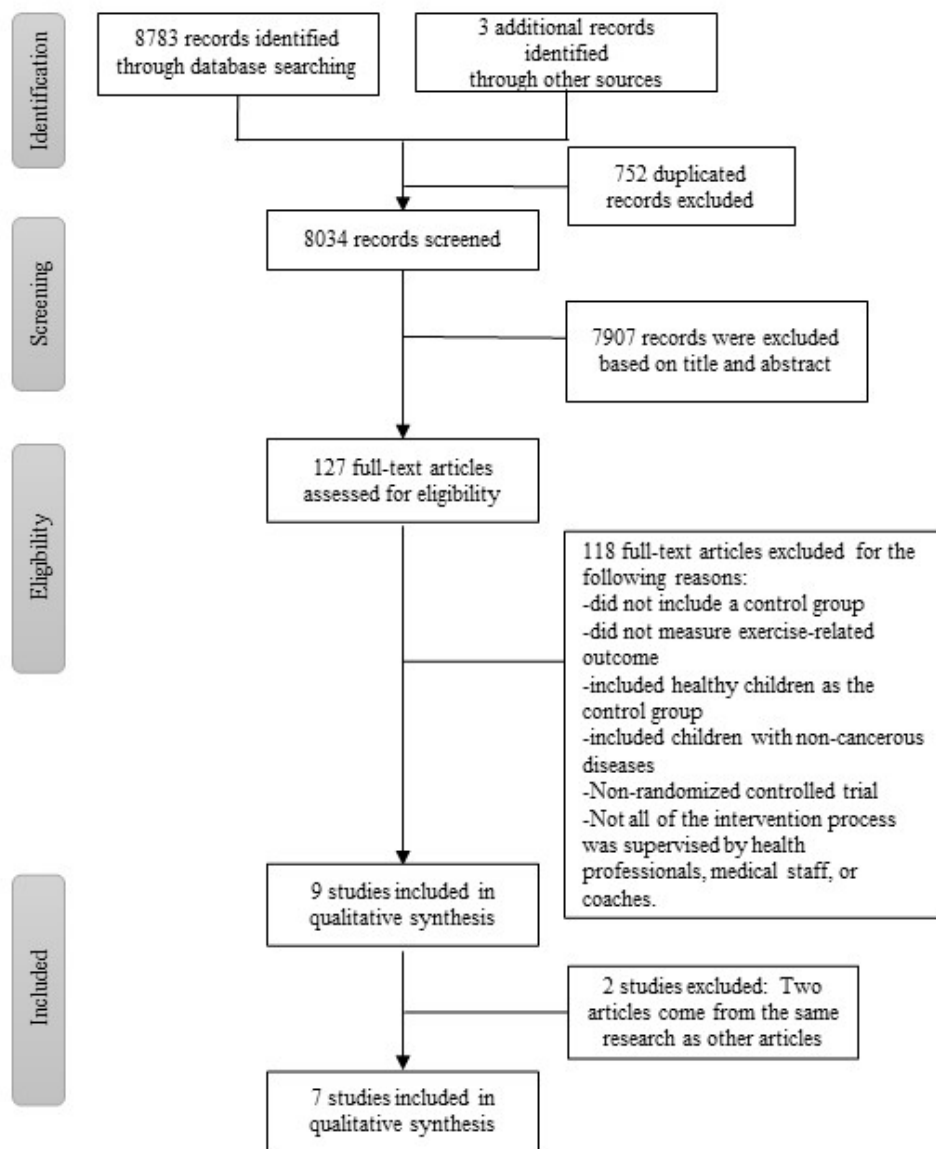 Identification
8783 records identified
through database searching
3 additional records
identified
through other sources
752 duplicated
records excluded
Screening
8034 records screened
7907 records were excluded
based on title and abstract
Eligibility
127 full-text articles
assessed for eligibility
118 full-text articles excluded for the
following reasons:
-did not include a control group
-did not measure exercise-related
outcome
-included healthy children as the
control group
-included children with non-cancerous
diseases
-Non-randomized controlled trial
-Not all of the intervention process
was supervised by health
professionals, medical staff, or
coaches.
Included
9 studies included in
qualitative synthesis
2 studies excluded: Two
articles come from the same
research as other articles
7 studies included in
qualitative synthesis